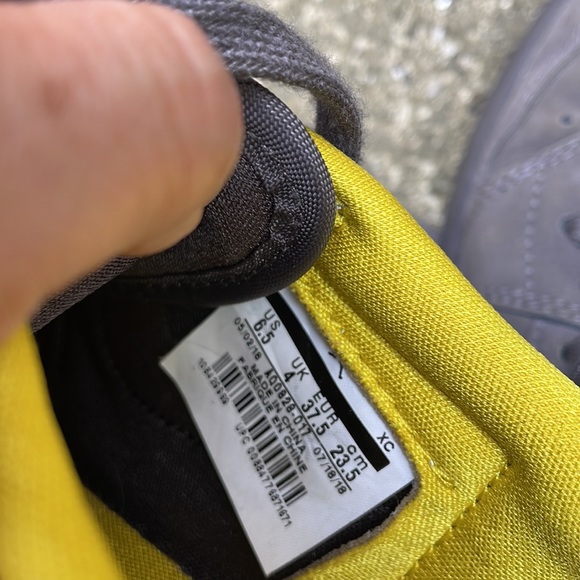 XC
US UK EUR cm
6.5 4 37.5 23.5
05/02/18 07/18/18
MADE IN CHINA
FABRIQUE EN CHINE